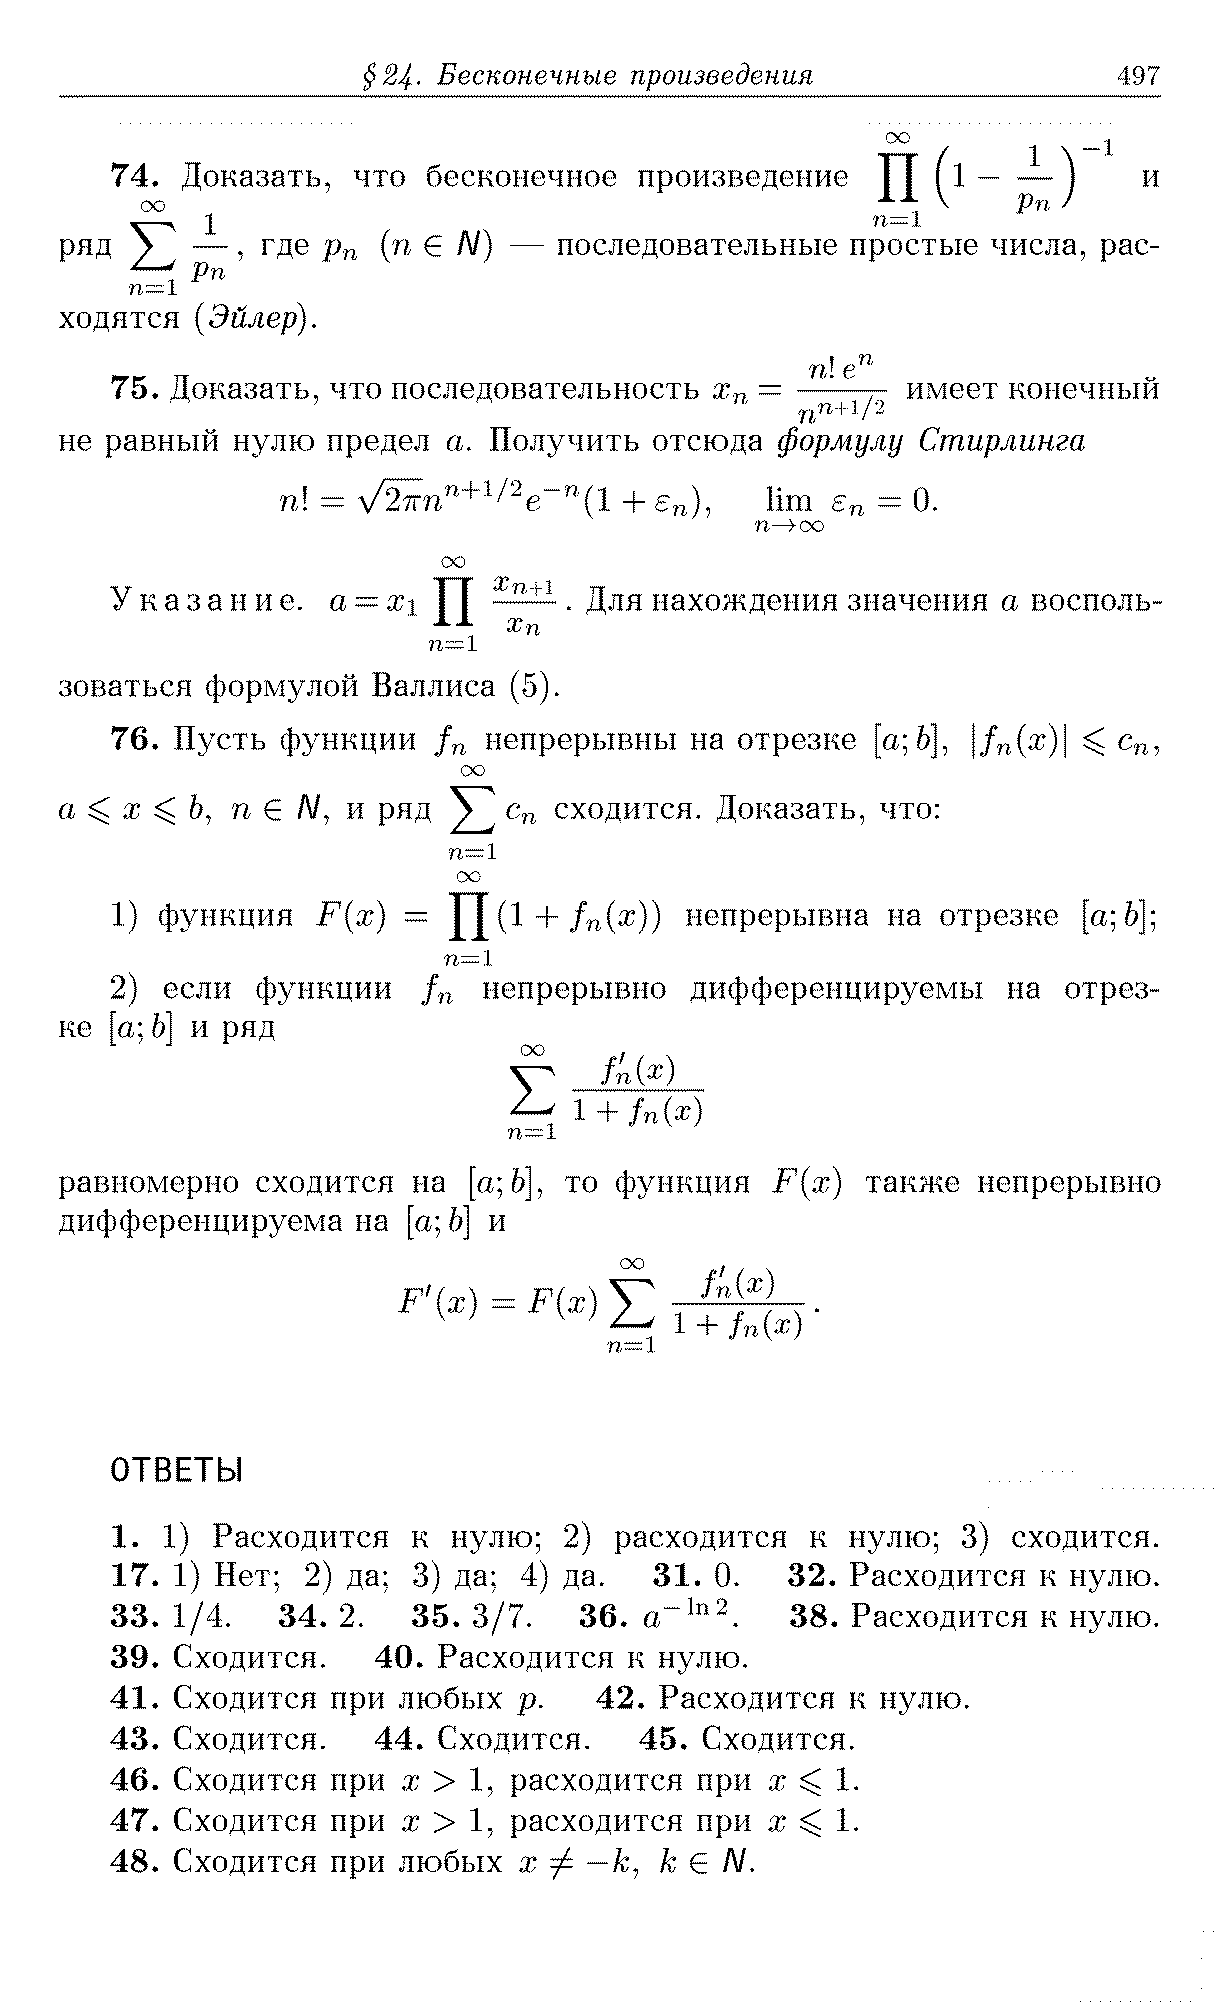 § 24. Бесконечные произведения 497
74. Доказать, что бесконечное произведение $\prod_{n=1}^{\infty} \left(1 - \frac{1}{p_n}\right)^{-1}$ и
ряд $\sum_{n=1}^{\infty} \frac{1}{p_n}$, где $p_n$ ($n \in N$) — последовательные простые числа, рас-
ходятся (Эйлер).
75. Доказать, что последовательность $x_n = \frac{n!\, e^n}{n^{n+1/2}}$ имеет конечный
не равный нулю предел a. Получить отсюда формулу Стирлинга
$n! = \sqrt{2\pi} n^{n+1/2} e^{-n}(1 + \varepsilon_n), \quad \lim_{n \to \infty} \varepsilon_n = 0.$
Указание. $a = x_1 \prod_{n=1}^{\infty} \frac{x_{n+1}}{x_n}$. Для нахождения значения a восполь-
зоваться формулой Валлиса (5).
76. Пусть функции $f_n$ непрерывны на отрезке [a; b], $|f_n(x)| \leqslant c_n$,
$a \leqslant x \leqslant b$, $n \in N$, и ряд $\sum_{n=1}^{\infty} c_n$ сходится. Доказать, что:
1) функция $F(x) = \prod_{n=1}^{\infty} (1 + f_n(x))$ непрерывна на отрезке [a; b];
2) если функции $f_n$ непрерывно дифференцируемы на отрез-
ке [a; b] и ряд
$\sum_{n=1}^{\infty} \frac{f'_n(x)}{1 + f_n(x)}$
равномерно сходится на [a; b], то функция F(x) также непрерывно
дифференцируема на [a; b] и
$F'(x) = F(x) \sum_{n=1}^{\infty} \frac{f'_n(x)}{1 + f_n(x)}.$
ОТВЕТЫ
1. 1) Расходится к нулю; 2) расходится к нулю; 3) сходится.
17. 1) Нет; 2) да; 3) да; 4) да. 31. 0. 32. Расходится к нулю.
33. 1/4. 34. 2. 35. 3/7. 36. $a^{-\ln 2}$. 38. Расходится к нулю.
39. Сходится. 40. Расходится к нулю.
41. Сходится при любых p. 42. Расходится к нулю.
43. Сходится. 44. Сходится. 45. Сходится.
46. Сходится при x > 1, расходится при x ⩽ 1.
47. Сходится при x > 1, расходится при x ⩽ 1.
48. Сходится при любых x ≠ −k, k ∈ N.